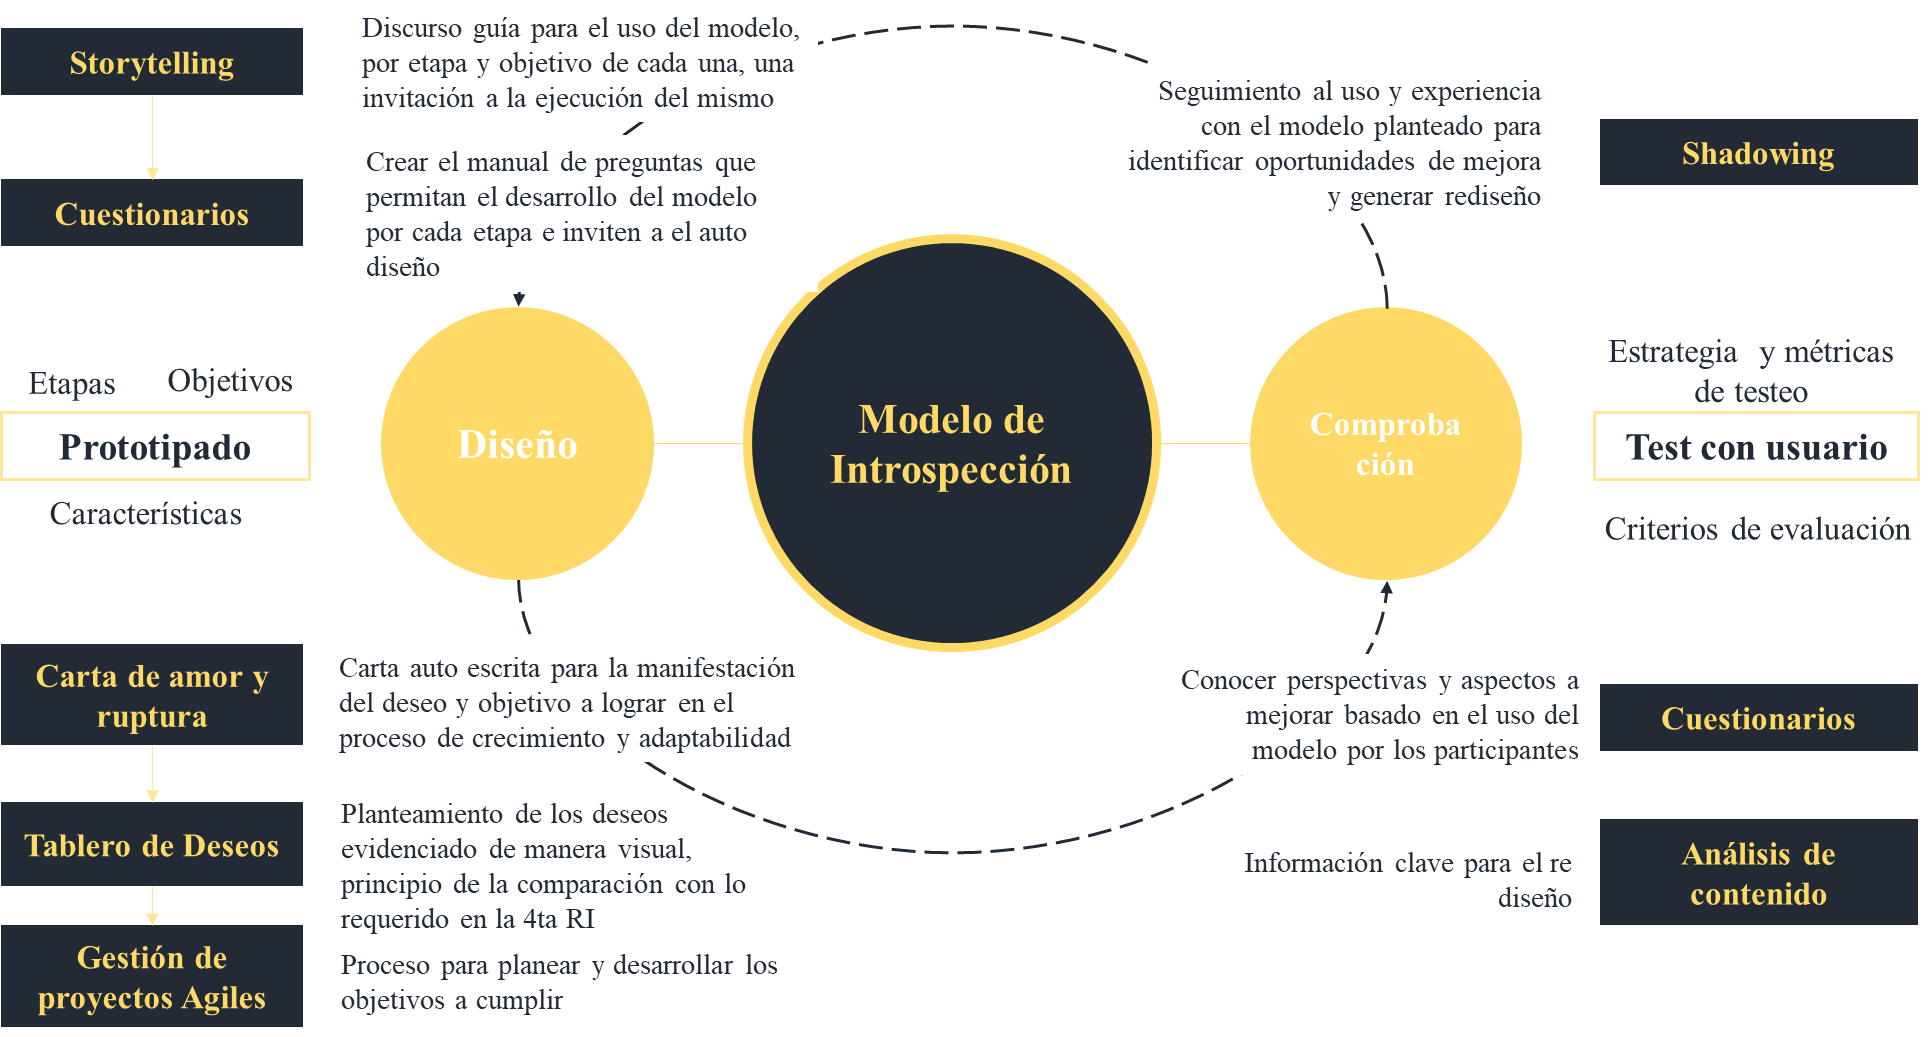 Storytelling
Discurso guía para el uso del modelo,
por etapa y objetivo de cada una, una
invitación a la ejecución del mismo
Cuestionarios
Crear el manual de preguntas que
permitan el desarrollo del modelo
por cada etapa e inviten a el auto
diseño
Seguimiento al uso y experiencia
con el modelo planteado para
identificar oportunidades de mejora
y generar rediseño
Shadowing
Etapas
Objetivos
Prototipado
Características
Diseño
Modelo de
Introspección
Comproba
ción
Estrategia y métricas
de testeo
Test con usuario
Criterios de evaluación
Carta de amor y
ruptura
Carta auto escrita para la manifestación
del deseo y objetivo a lograr en el
proceso de crecimiento y adaptabilidad
Tablero de Deseos
Planteamiento de los deseos
evidenciado de manera visual,
principio de la comparación con lo
requerido en la 4ta RI
Gestión de
proyectos Agiles
Proceso para planear y desarrollar los
objetivos a cumplir
Conocer perspectivas y aspectos a
mejorar basado en el uso del
modelo por los participantes
Cuestionarios
Información clave para el re
diseño
Análisis de
contenido